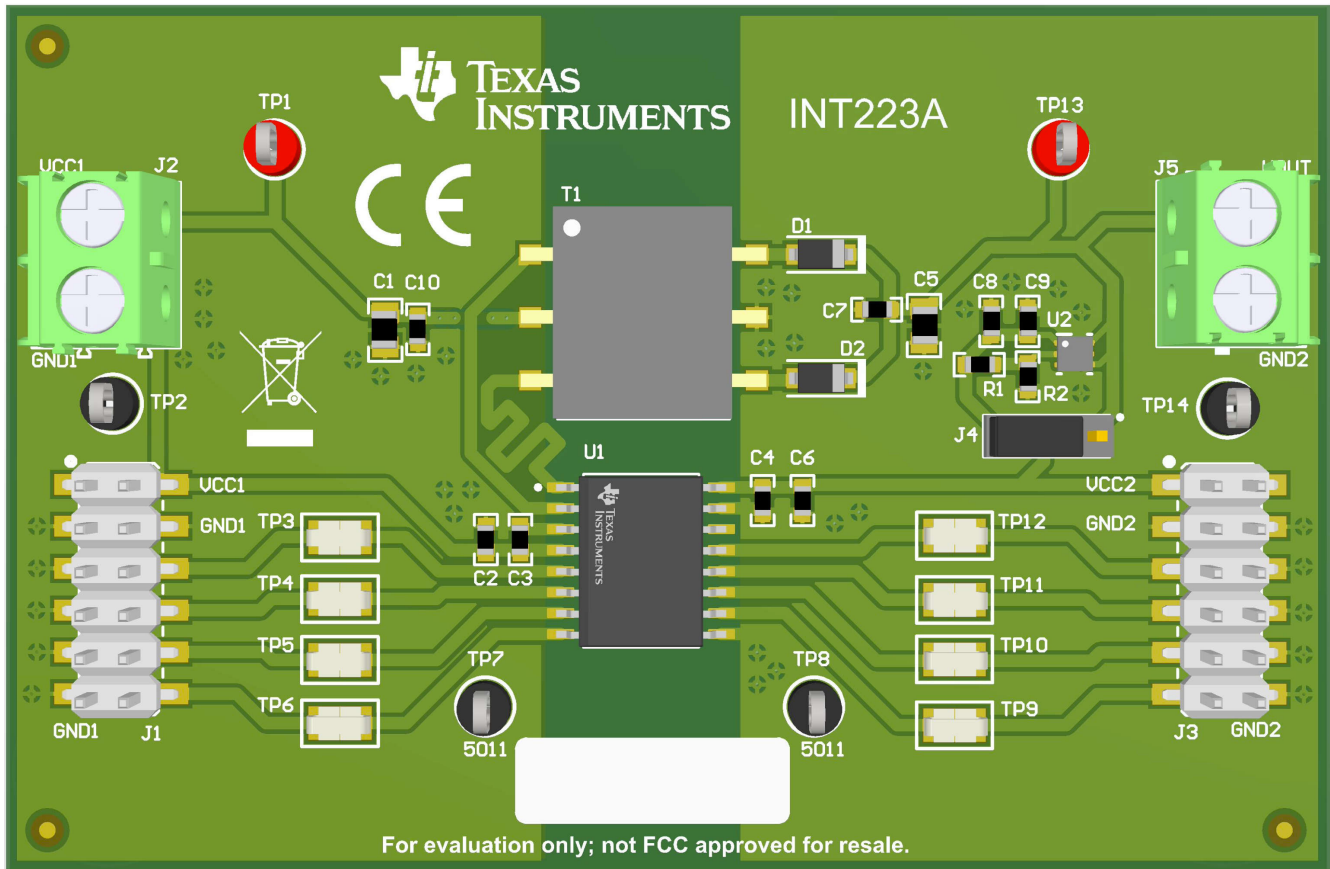 TEXAS
INSTRUMENTS
INT223A
TP1
TP13
VCC1
J2
J5
T1
D1
C1
C10
C7
C5
C8
C9
U2
D2
GND1
GND2
R1
R2
TP2
TP14
J4
U1
C4
C6
VCC1
VCC2
TEXAS
INSTRUMENTS
GND1
GND2
TP3
TP12
C2
C3
TP4
TP11
TP5
TP10
TP7
TP8
TP6
TP9
GND1
J1
J3
GND2
5011
5011
For evaluation only; not FCC approved for resale.
CE